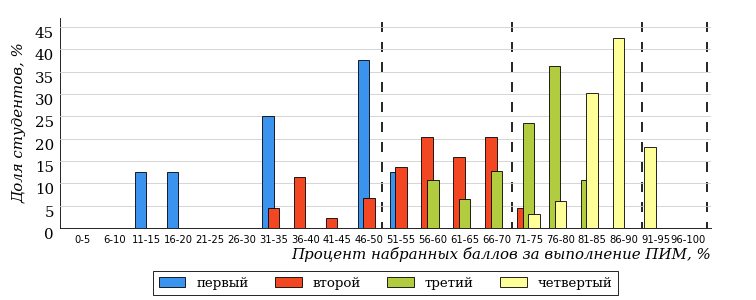 Доля студентов, %
45
40
35
30
25
20
15
10
5
0
0-5 6-10 11-15 16-20 21-25 26-30 31-35 36-40 41-45 46-50 51-55 56-60 61-65 66-70 71-75 76-80 81-85 86-90 91-95 96-100
Процент набранных баллов за выполнение ПИМ, %
первый второй третий четвертый